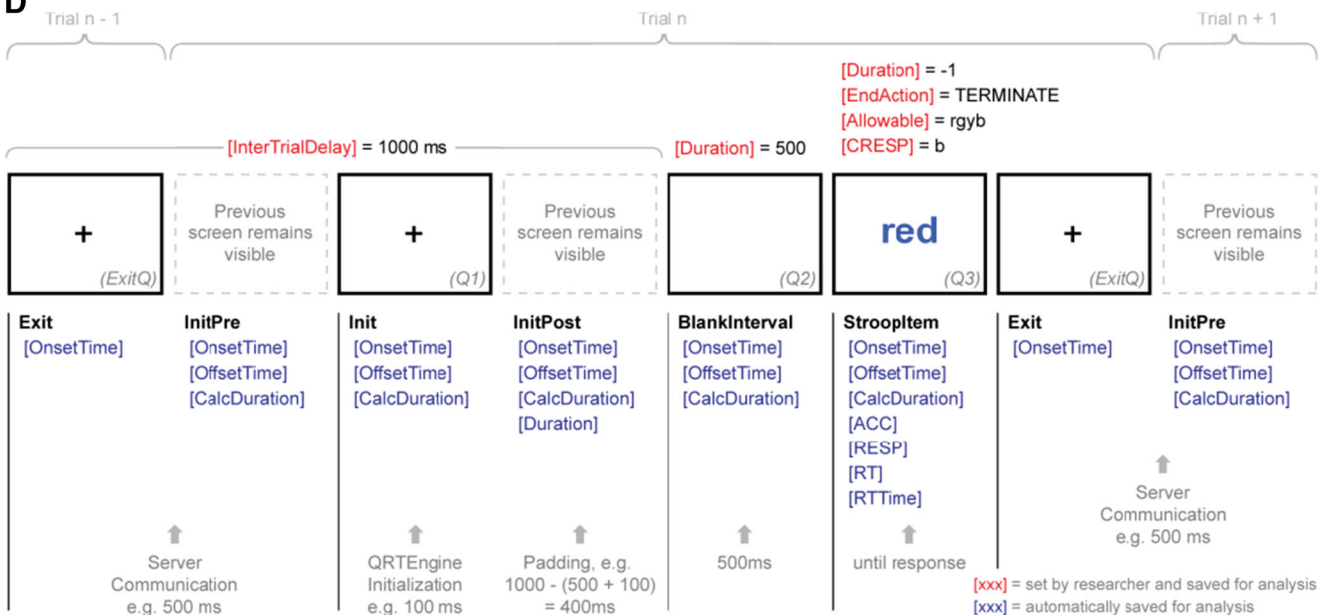 D
Trial n - 1
Trial n
Trial n + 1
[Duration] = -1
[EndAction] = TERMINATE
[Allowable] = rgyb
[CRESP] = b
[InterTrialDelay] = 1000 ms
[Duration] = 500
+
(ExitQ)
Previous
screen remains
visible
+
(Q1)
Previous
screen remains
visible
(Q2)
red
(Q3)
+
(ExitQ)
Previous
screen remains
visible
Exit
[OnsetTime]
InitPre
[OnsetTime]
[OffsetTime]
[CalcDuration]
Init
[OnsetTime]
[OffsetTime]
[CalcDuration]
InitPost
[OnsetTime]
[OffsetTime]
[CalcDuration]
[Duration]
BlankInterval
[OnsetTime]
[OffsetTime]
[CalcDuration]
StroopItem
[OnsetTime]
[OffsetTime]
[CalcDuration]
[ACC]
[RESP]
[RT]
[RTTime]
Exit
[OnsetTime]
InitPre
[OnsetTime]
[OffsetTime]
[CalcDuration]
Server
Communication
e.g. 500 ms
QRTEngine
Initialization
e.g. 100 ms
Padding, e.g.
1000 - (500 + 100)
= 400ms
500ms
until response
Server
Communication
e.g. 500 ms
[xxx] = set by researcher and saved for analysis
[xxx] = automatically saved for analysis